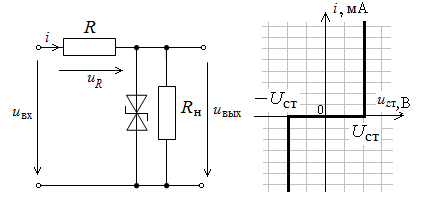 i
R
u_R
u_вх
R_н
u_вых
i, мА
−U_ст
0
u_ст, В
U_ст